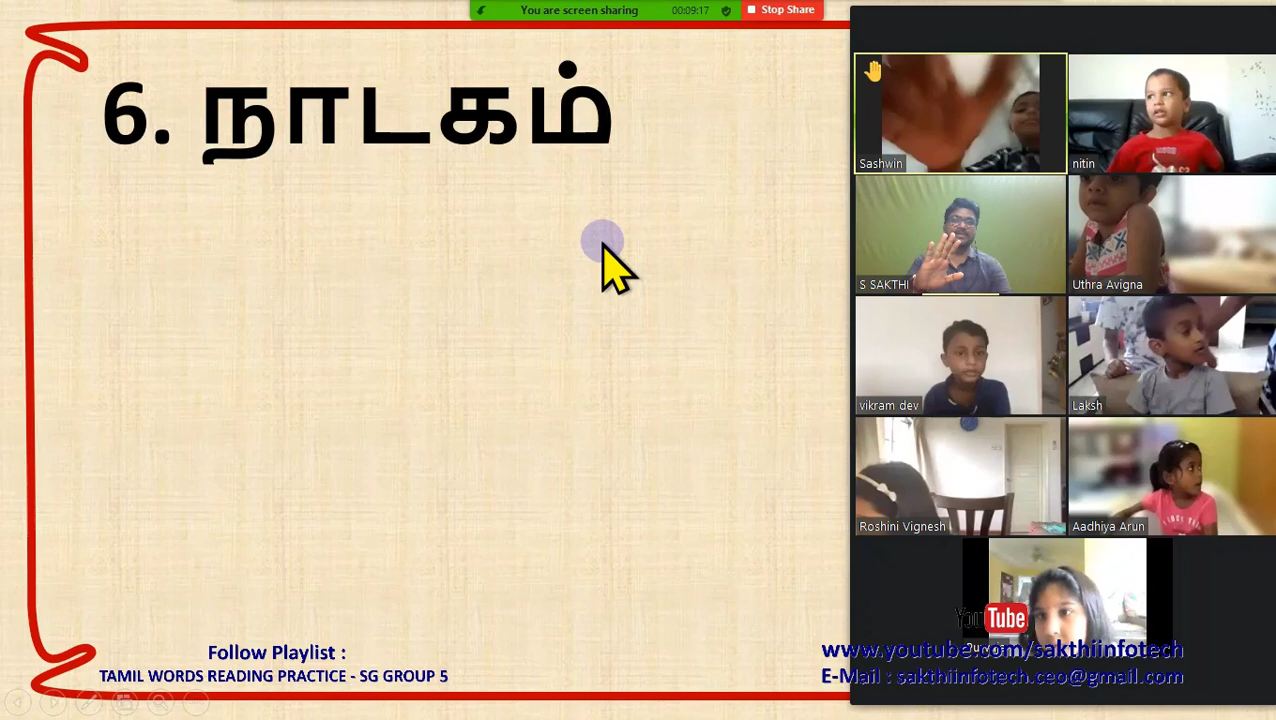 You are screen sharing 00:09:17 Stop Share
6. நாடகம்
Sashwin
nitin
S SAKTHI
Uthra Avigna
vikram dev
Laksh
Roshini Vignesh
Aadhiya Arun
YouTube
Follow Playlist :
TAMIL WORDS READING PRACTICE - SG GROUP 5
www.youtube.com/sakthiinfotech
E-Mail : sakthiinfotech.ceo@gmail.com